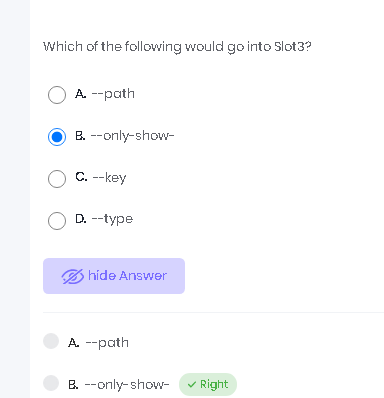 Which of the following would go into Slot3?
A. --path
B. --only-show-
C. --key
D. --type
hide Answer
A. --path
B. --only-show- Right